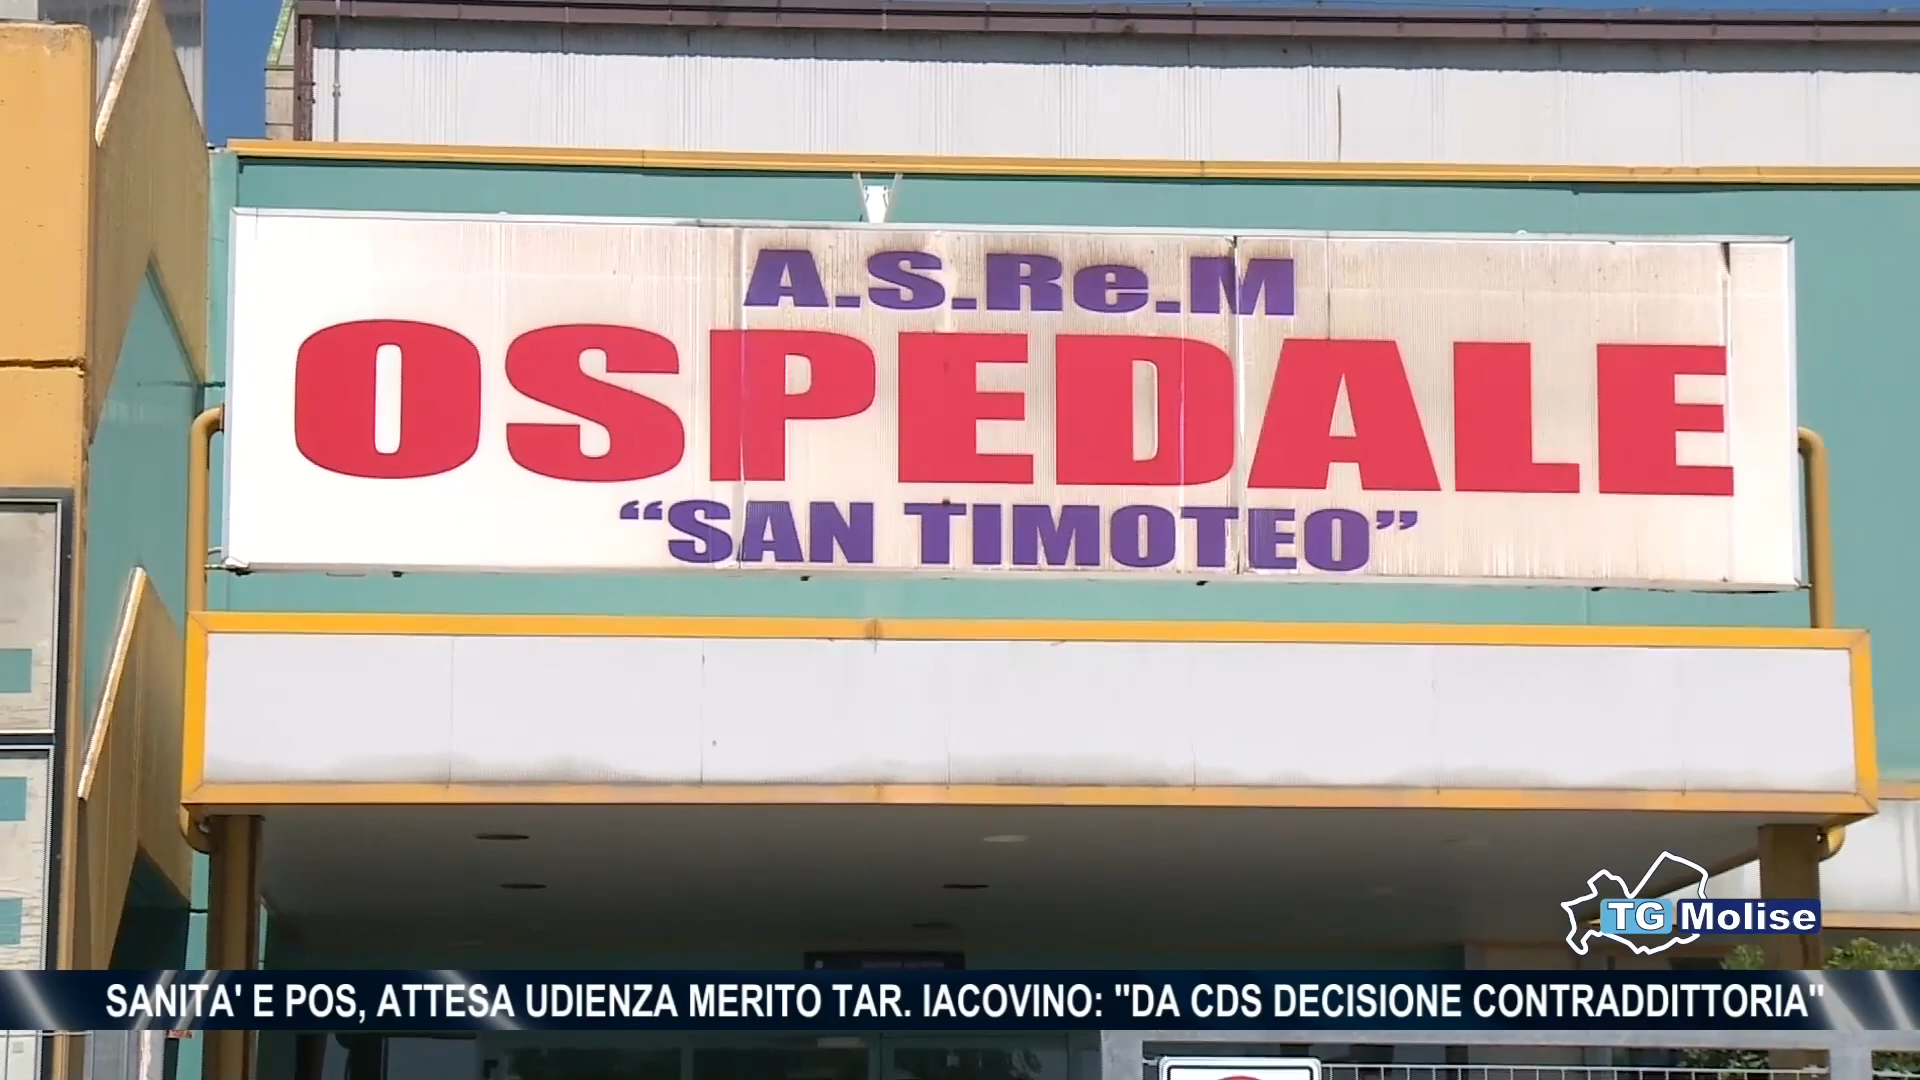 A.S.Re.M
OSPEDALE
“SAN TIMOTEO”
TG Molise
SANITA' E POS, ATTESA UDIENZA MERITO TAR. IACOVINO: "DA CDS DECISIONE CONTRADDITTORIA"